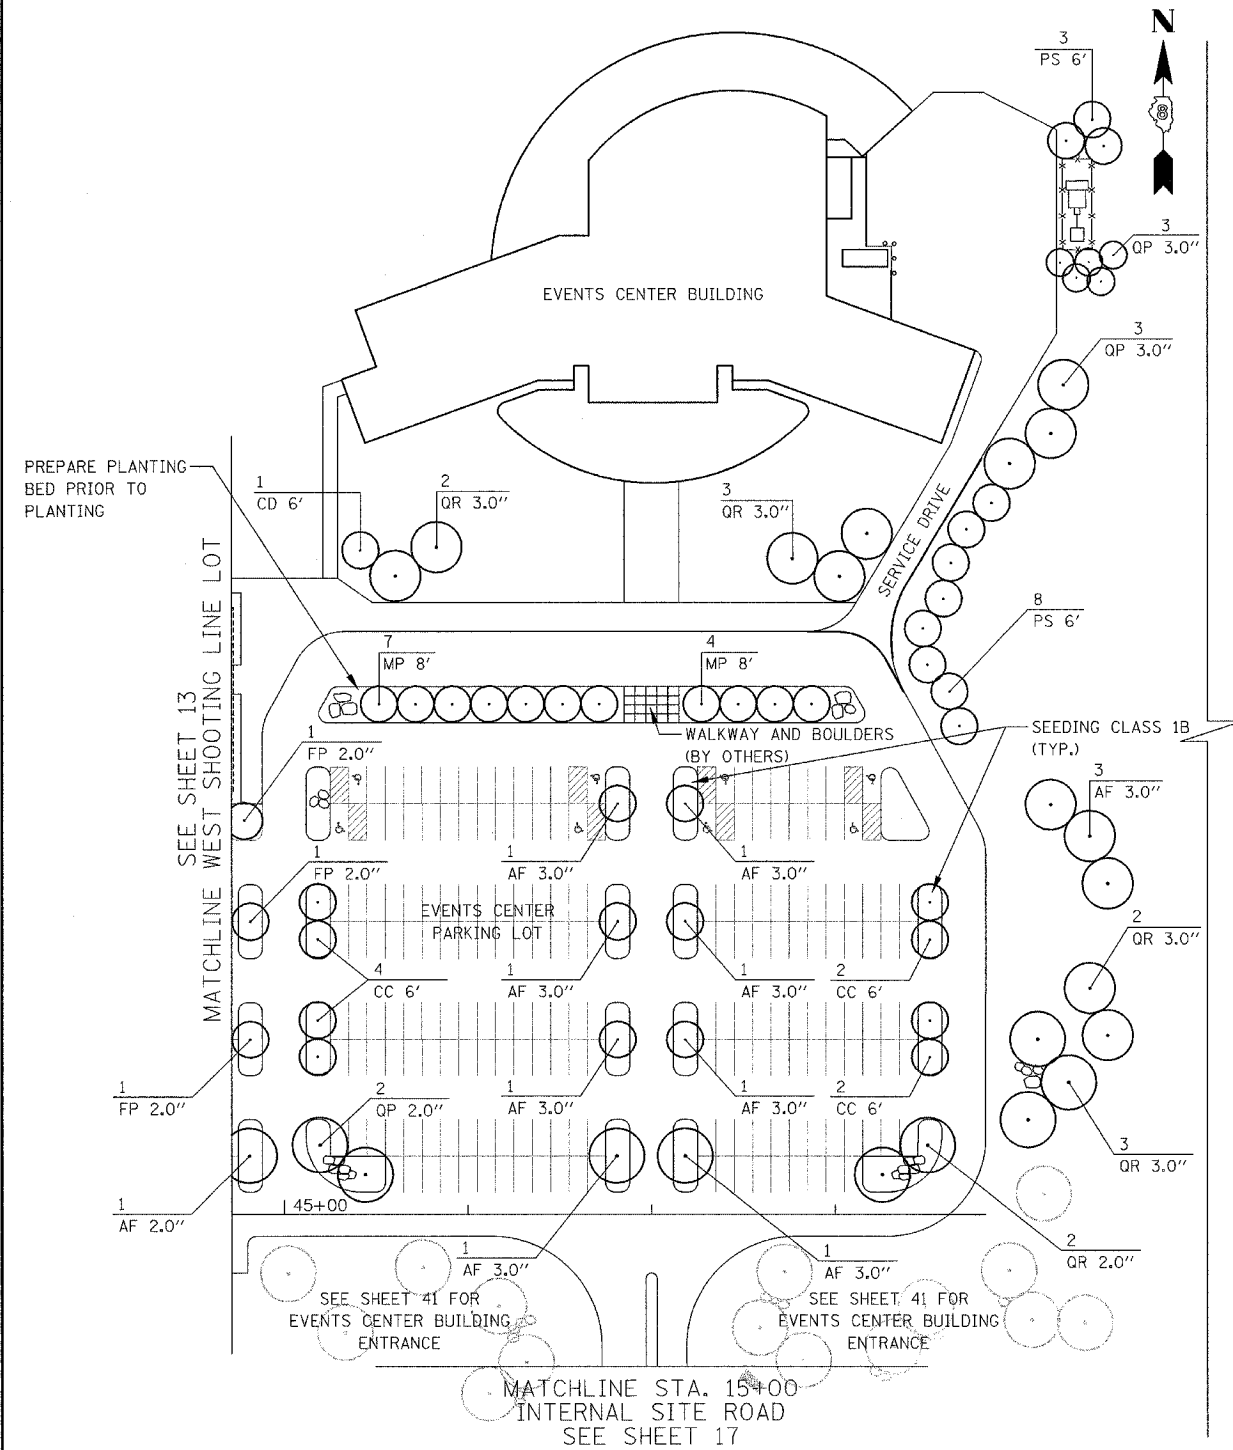 N
3
PS 6'
3
QP 3.0"
3
QP 3.0"
EVENTS CENTER BUILDING
PREPARE PLANTING
BED PRIOR TO
PLANTING
1
CD 6'
2
QR 3.0"
3
QR 3.0"
SERVICE DRIVE
8
PS 6'
SEE SHEET 13
MATCHLINE WEST SHOOTING LINE LOT
7
MP 8'
4
MP 8'
WALKWAY AND BOULDERS
(BY OTHERS)
SEEDING CLASS 1B
(TYP.)
1
FP 2.0"
3
AF 3.0"
1
FP 2.0"
1
AF 3.0"
1
AF 3.0"
EVENTS CENTER
PARKING LOT
2
QR 3.0"
4
CC 6'
1
AF 3.0"
1
AF 3.0"
2
CC 6'
1
FP 2.0"
2
QP 2.0"
1
AF 3.0"
1
AF 3.0"
2
CC 6'
3
QR 3.0"
1
AF 2.0"
45+00
1
AF 3.0"
1
AF 3.0"
2
QR 2.0"
SEE SHEET 41 FOR
EVENTS CENTER BUILDING
ENTRANCE
SEE SHEET 41 FOR
EVENTS CENTER BUILDING
ENTRANCE
MATCHLINE STA. 15+00
INTERNAL SITE ROAD
SEE SHEET 17